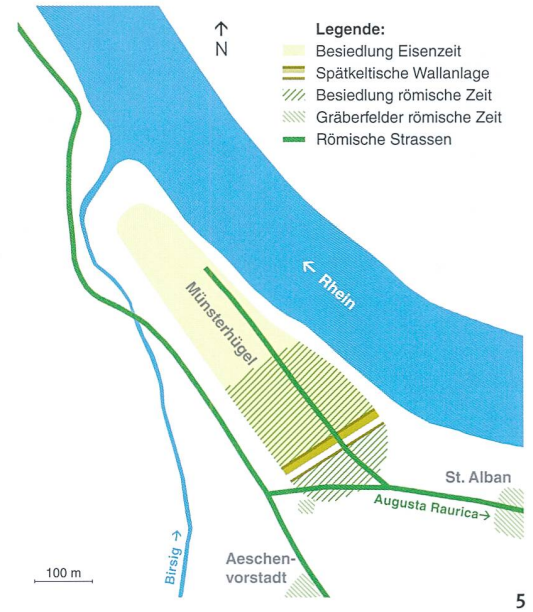 Legende:
Besiedlung Eisenzeit
Spätkeltische Wallanlage
Besiedlung römische Zeit
Gräberfelder römische Zeit
Römische Strassen
N
← Rhein
Münsterhügel
St. Alban
Augusta Raurica→
Aeschen-
vorstadt
Birsig →
100 m
5